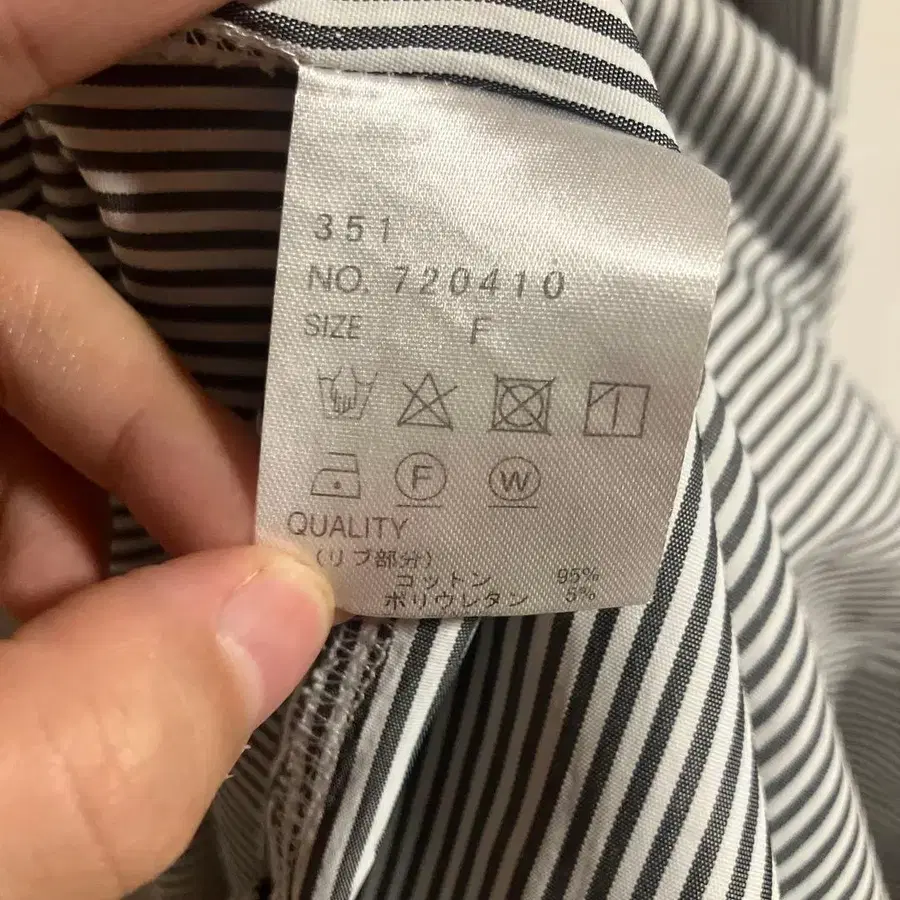 351
NO. 720410
SIZE F
F W
QUALITY
(リブ部分)
コットン 95%
ポリウレタン 5%